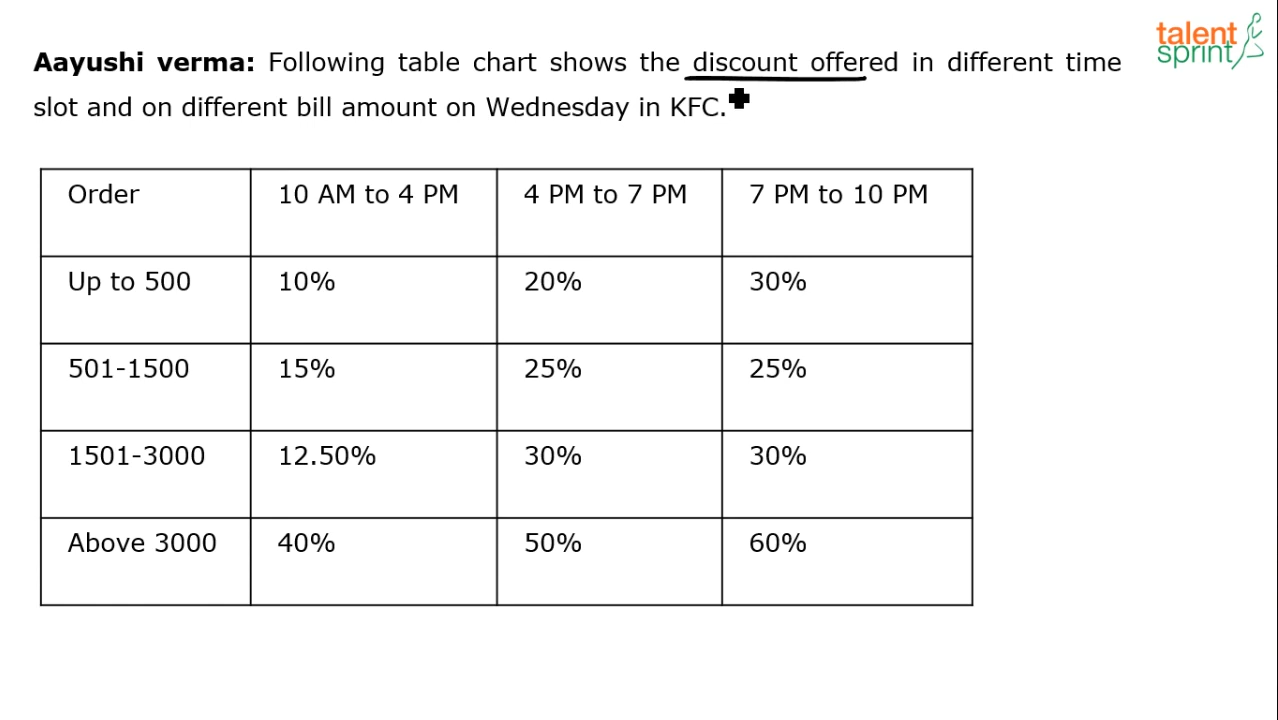 talent
sprint
Aayushi verma: Following table chart shows the discount offered in different time
slot and on different bill amount on Wednesday in KFC.
Order 10 AM to 4 PM 4 PM to 7 PM 7 PM to 10 PM
Up to 500 10% 20% 30%
501-1500 15% 25% 25%
1501-3000 12.50% 30% 30%
Above 3000 40% 50% 60%